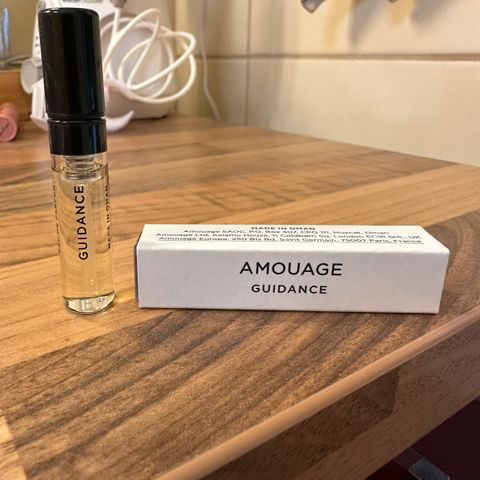 GUIDANCE
MADE IN OMAN
MADE IN OMAN
Amouage SAOC, P.O. Box 307, CPO 111, Muscat, Oman
Amouage Ltd, Kalamu House, 11 Coldbath Sq, London EC1R 5HL, UK
Amouage Europe, 250 Bis Bd, Saint Germain, 75007 Paris, France
AMOUAGE
GUIDANCE